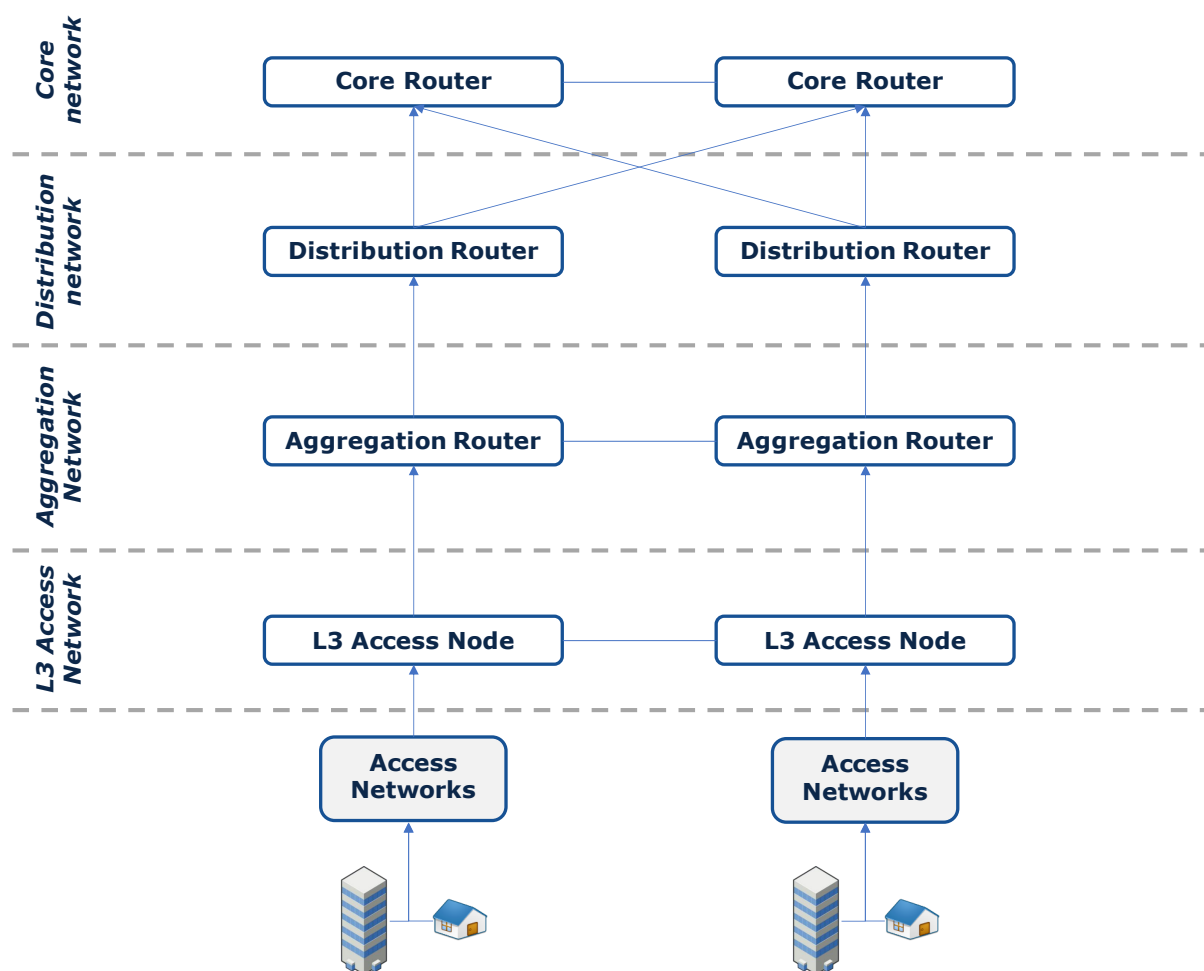 Core
network
Core Router
Core Router
Distribution
network
Distribution Router
Distribution Router
Aggregation
Network
Aggregation Router
Aggregation Router
L3 Access
Network
L3 Access Node
L3 Access Node
Access
Networks
Access
Networks